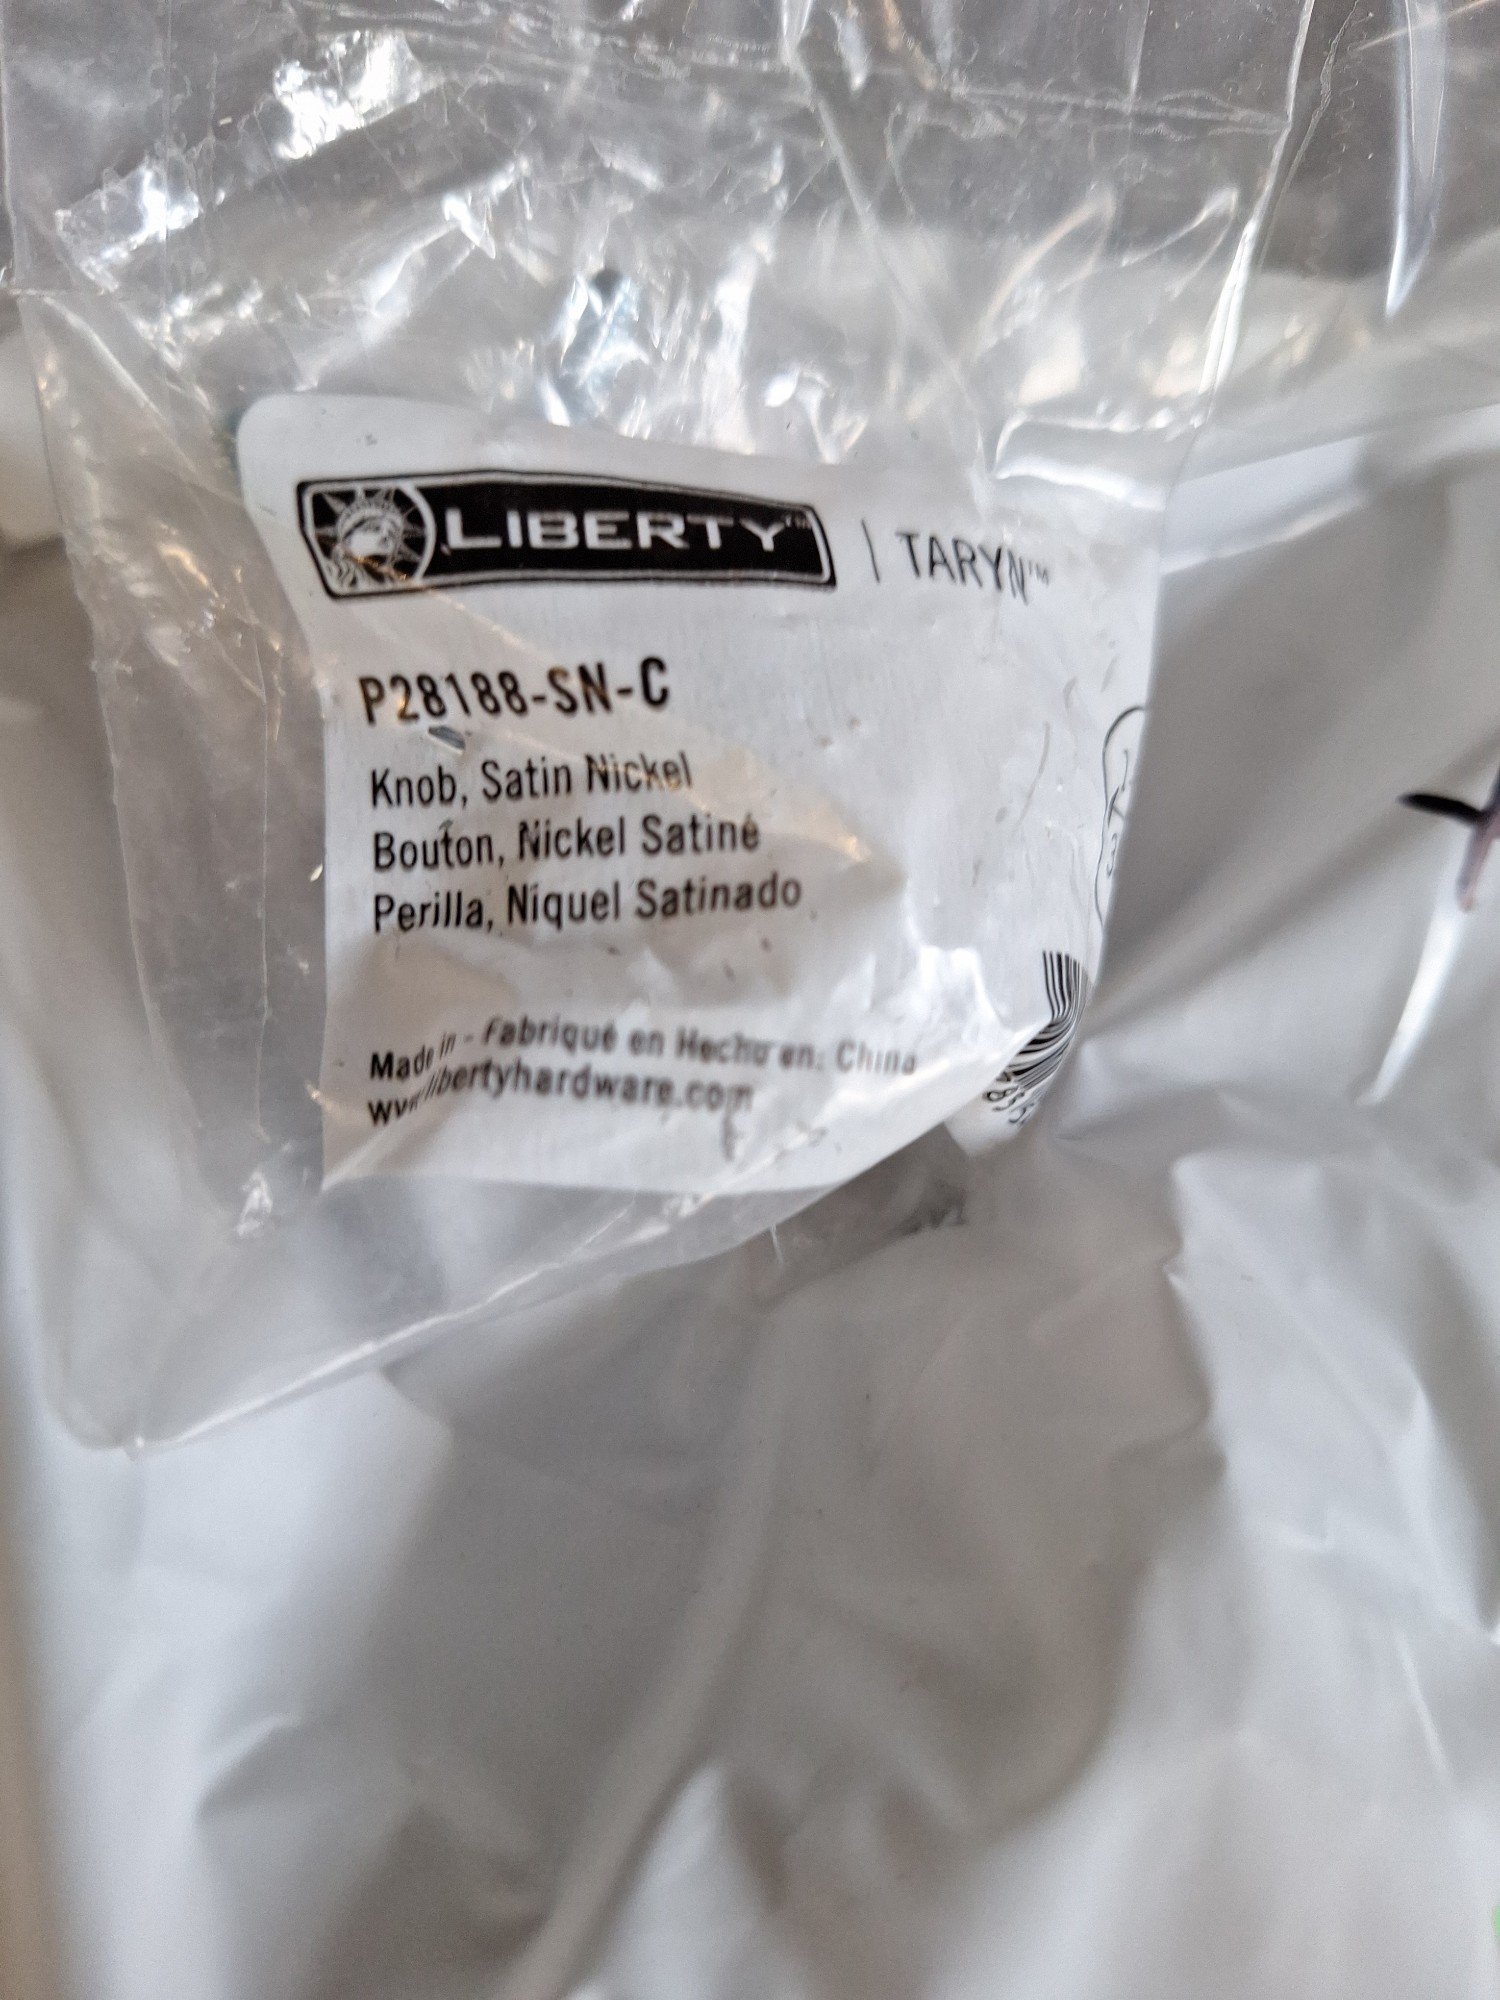 LIBERTY™ | TARYN™
P28188-SN-C
Knob, Satin Nickel
Bouton, Nickel Satiné
Perilla, Niquel Satinado
Made in - Fabriqué en Hecho en: China
www.libertyhardware.com